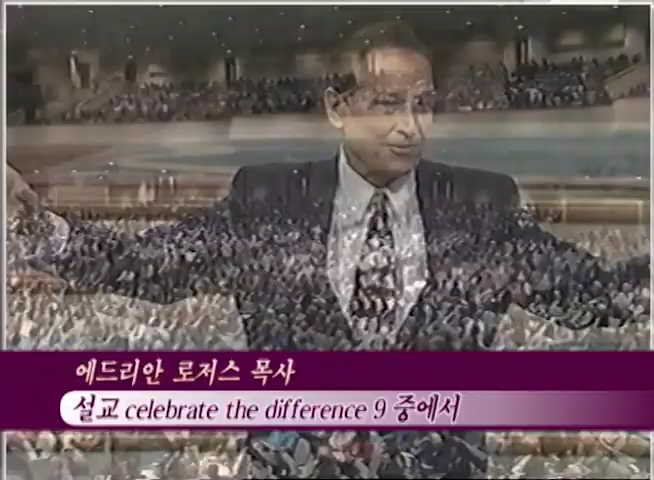 에드리안 로저스 목사
설교 celebrate the difference 9 중에서